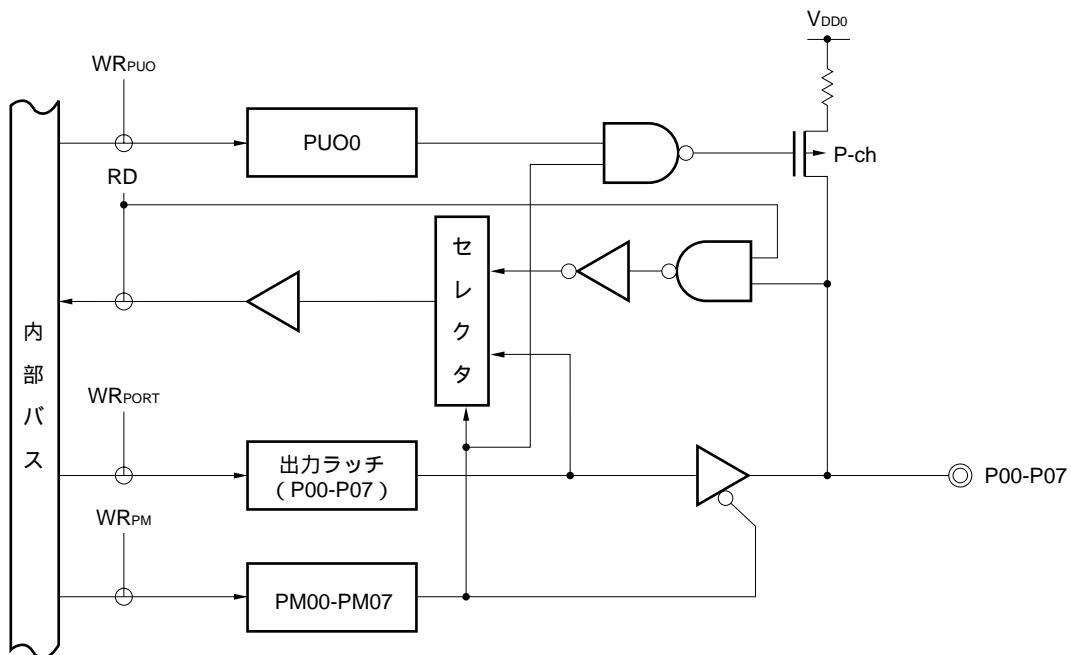 VDD0
WRPUO
PUO0
P-ch
RD
セレクタ
内部バス
WRPORT
出力ラッチ
(P00-P07)
P00-P07
WRPM
PM00-PM07